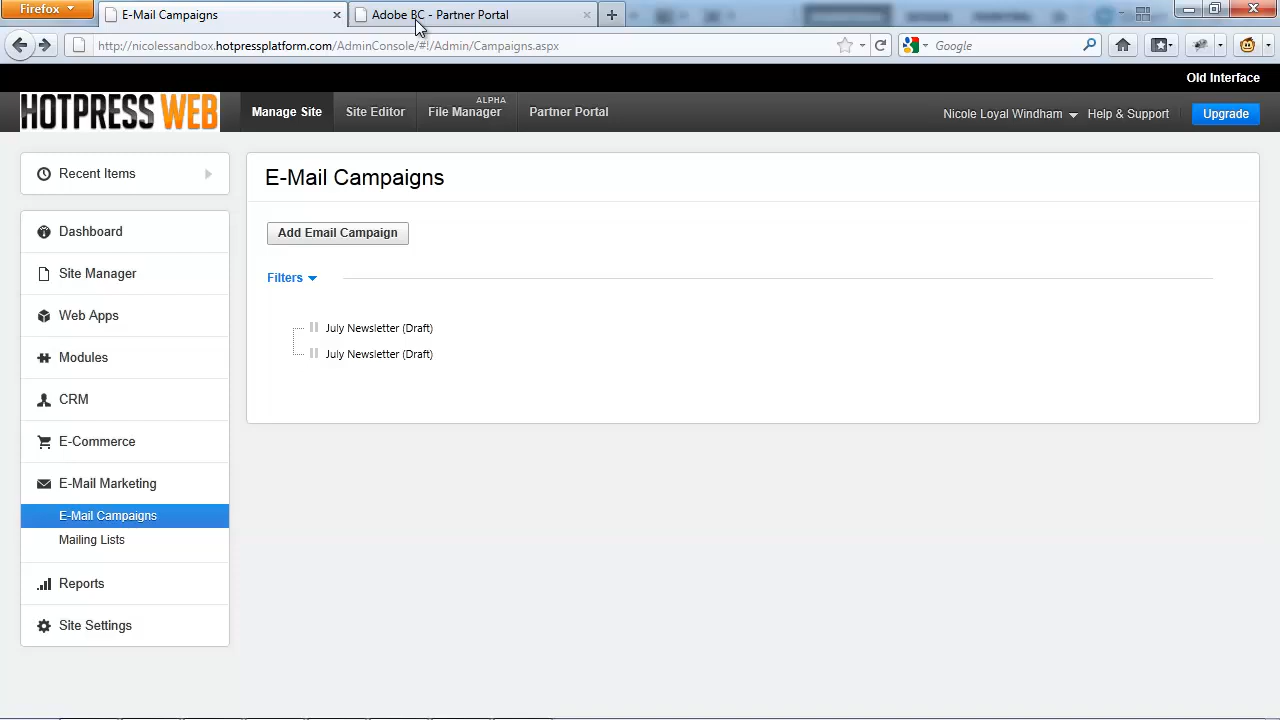 Firefox
E-Mail Campaigns
Adobe BC - Partner Portal
http://nicolessandbox.hotpressplatform.com/AdminConsole/#!/Admin/Campaigns.aspx
Google
Old Interface
HOTPRESS WEB
Manage Site
Site Editor
ALPHA
File Manager
Partner Portal
Nicole Loyal Windham
Help & Support
Upgrade
Recent Items
Dashboard
Site Manager
Web Apps
Modules
CRM
E-Commerce
E-Mail Marketing
E-Mail Campaigns
Mailing Lists
Reports
Site Settings
E-Mail Campaigns
Add Email Campaign
Filters
July Newsletter (Draft)
July Newsletter (Draft)